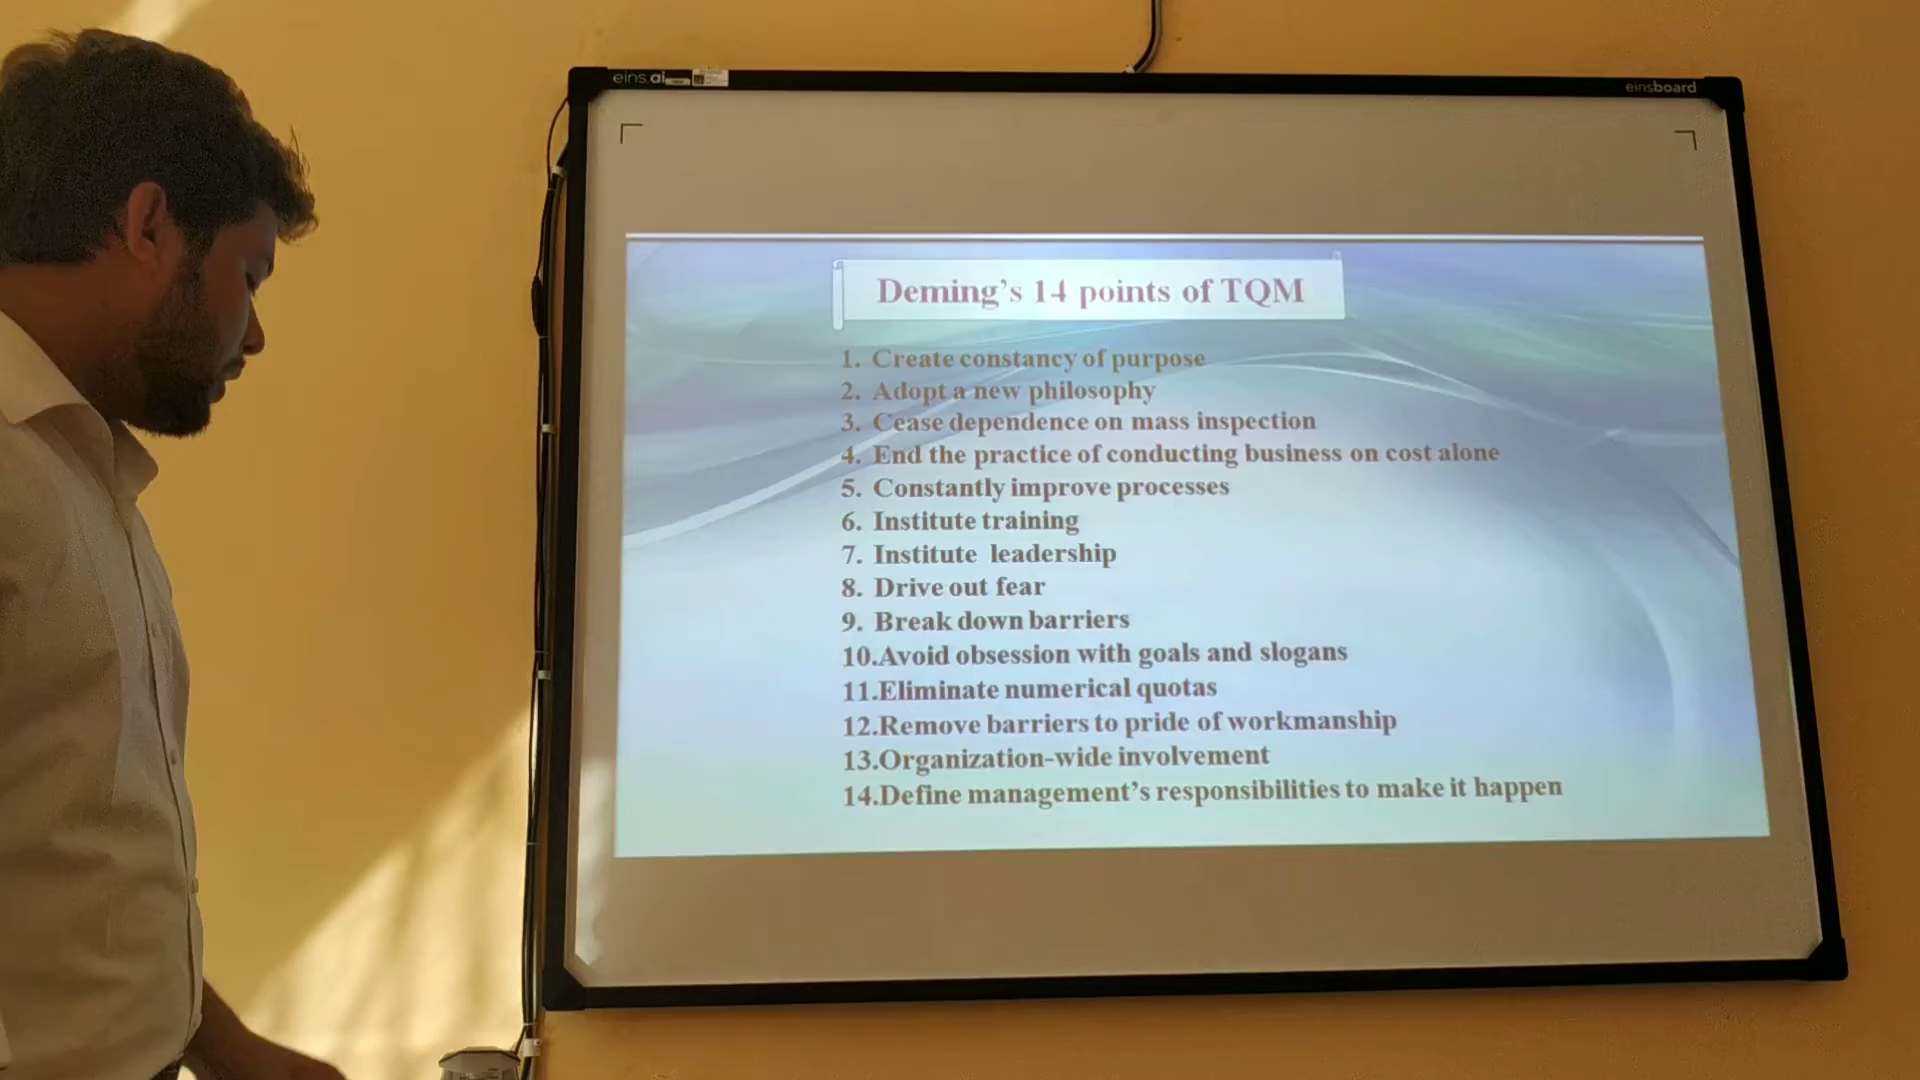 eins.ai
einsboard
Deming's 14 points of TQM
1. Create constancy of purpose
2. Adopt a new philosophy
3. Cease dependence on mass inspection
4. End the practice of conducting business on cost alone
5. Constantly improve processes
6. Institute training
7. Institute leadership
8. Drive out fear
9. Break down barriers
10.Avoid obsession with goals and slogans
11.Eliminate numerical quotas
12.Remove barriers to pride of workmanship
13.Organization-wide involvement
14.Define management's responsibilities to make it happen